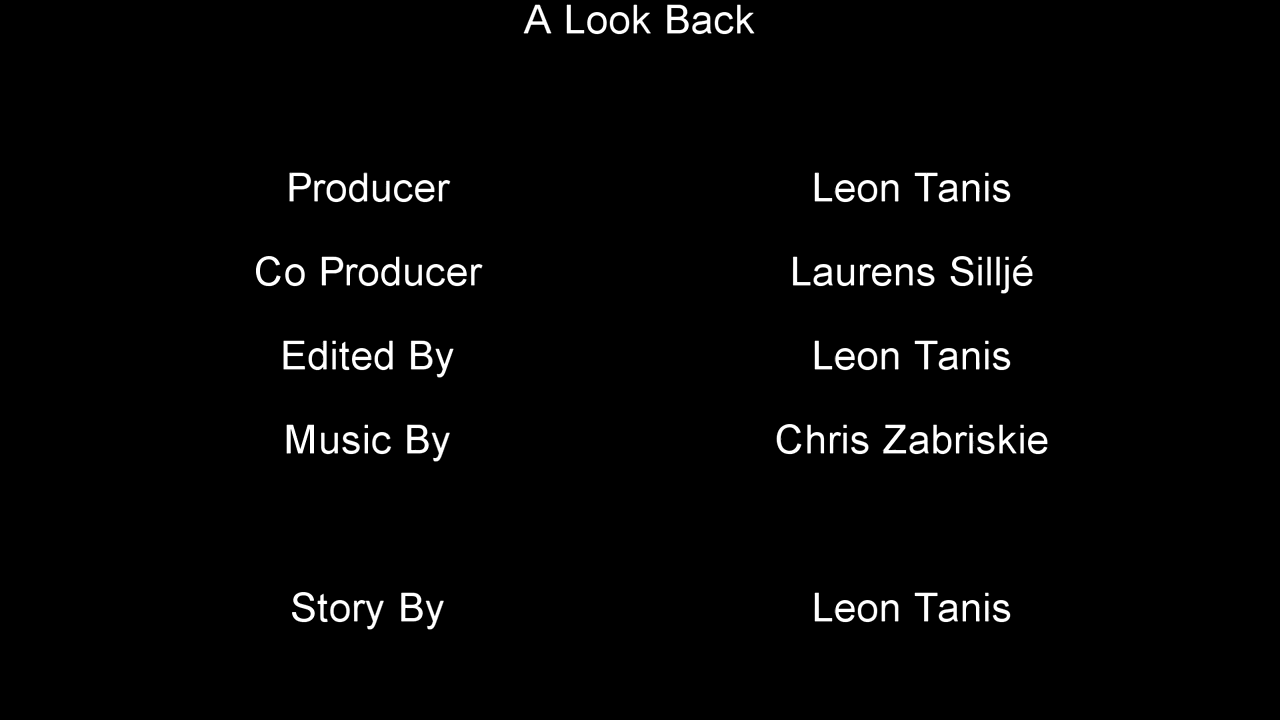 A Look Back
Producer Leon Tanis
Co Producer Laurens Silljé
Edited By Leon Tanis
Music By Chris Zabriskie
Story By Leon Tanis